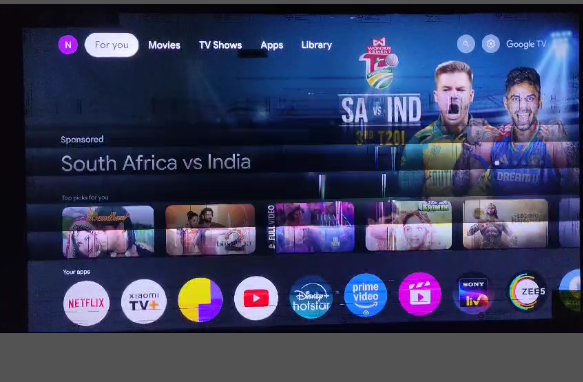 N For you Movies TV Shows Apps Library Google TV
WONDER CEMENT
SA VS IND
3RD T20I
Sponsored
South Africa vs India
DREAM11
Top picks for you
FULL VIDEO
Your apps
NETFLIX
xiaomi
TV+
Disney+
hotstar
prime
video
SONY
liv
ZEE5